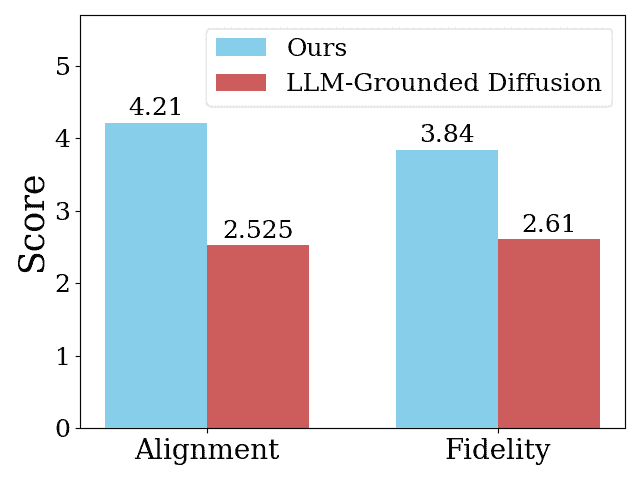 Ours
LLM-Grounded Diffusion
5
4
3
2
1
0
Score
4.21
2.525
3.84
2.61
Alignment
Fidelity